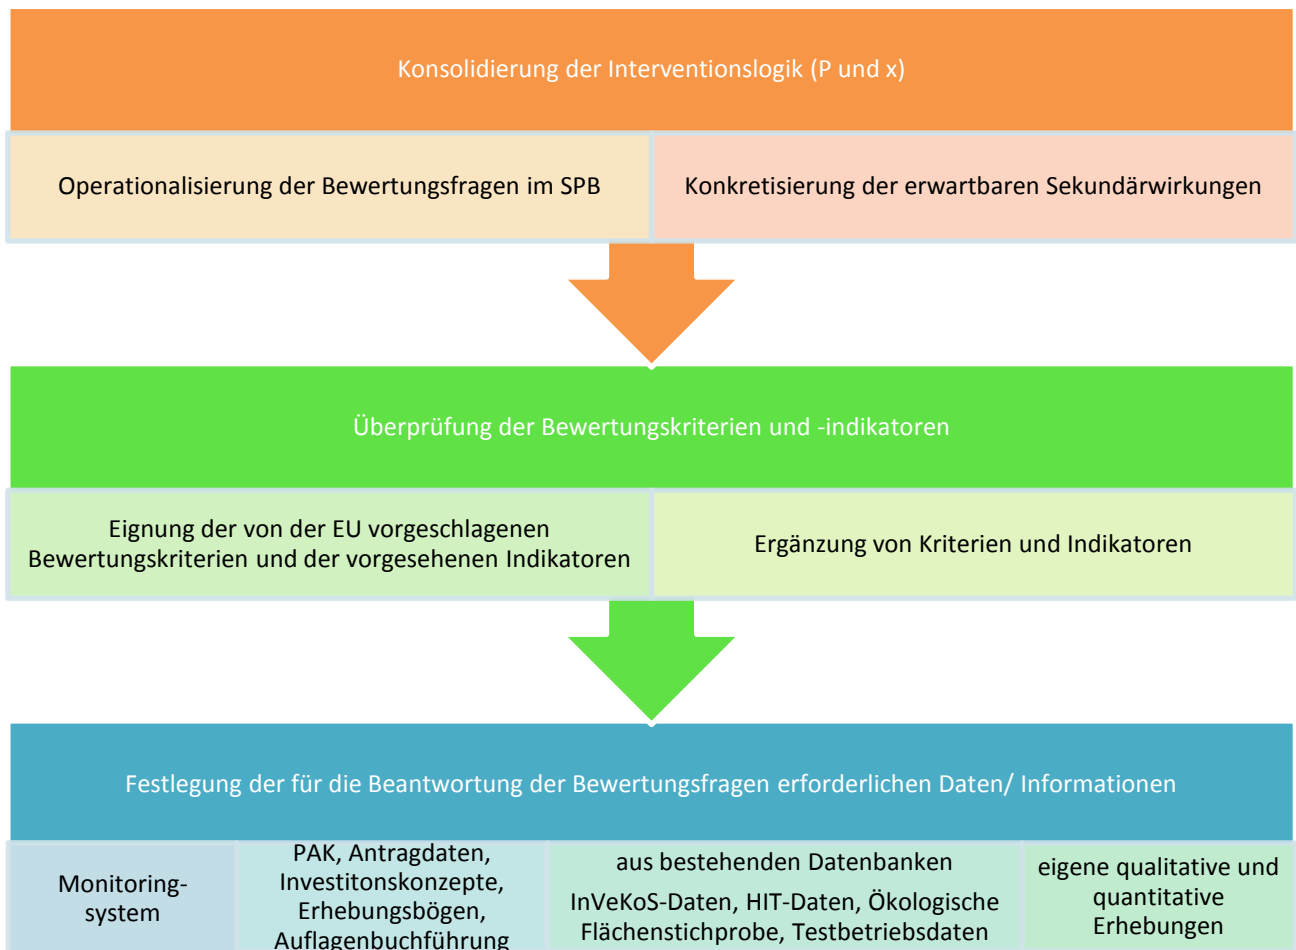 Konsolidierung der Interventionslogik (P und x)
Operationalisierung der Bewertungsfragen im SPB
Konkretisierung der erwartbaren Sekundärwirkungen
Überprüfung der Bewertungskriterien und -indikatoren
Eignung der von der EU vorgeschlagenen
Bewertungskriterien und der vorgesehenen Indikatoren
Ergänzung von Kriterien und Indikatoren
Festlegung der für die Beantwortung der Bewertungsfragen erforderlichen Daten/ Informationen
Monitoring-
system
PAK, Antragdaten,
Investitonskonzepte,
Erhebungsbögen,
Auflagenbuchführung
aus bestehenden Datenbanken
InVeKoS-Daten, HIT-Daten, Ökologische
Flächenstichprobe, Testbetriebsdaten
eigene qualitative und
quantitative
Erhebungen